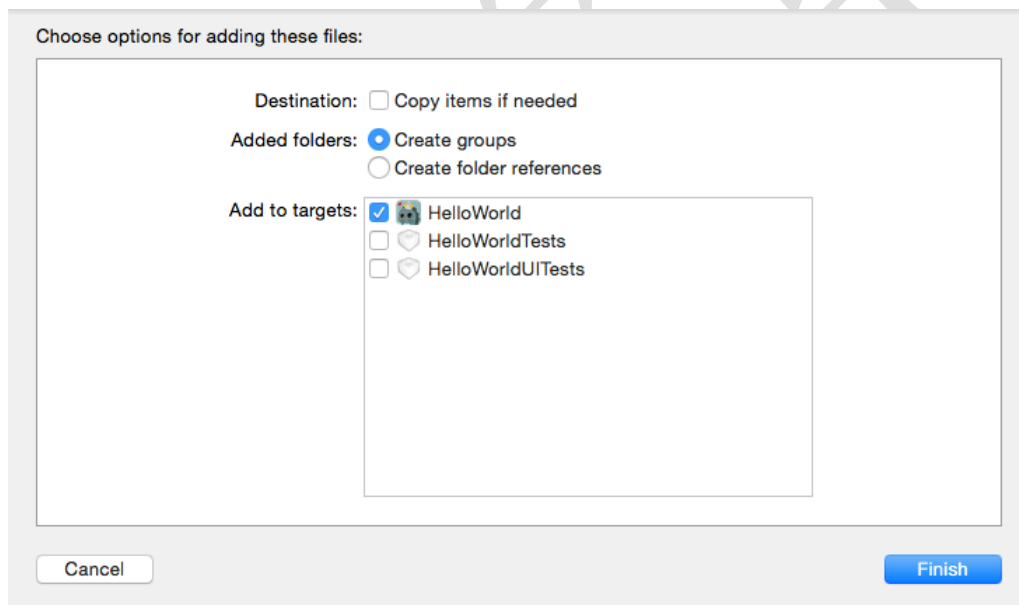 Choose options for adding these files:
Destination: Copy items if needed
Added folders: Create groups
Create folder references
Add to targets: HelloWorld
HelloWorldTests
HelloWorldUITests
Cancel Finish